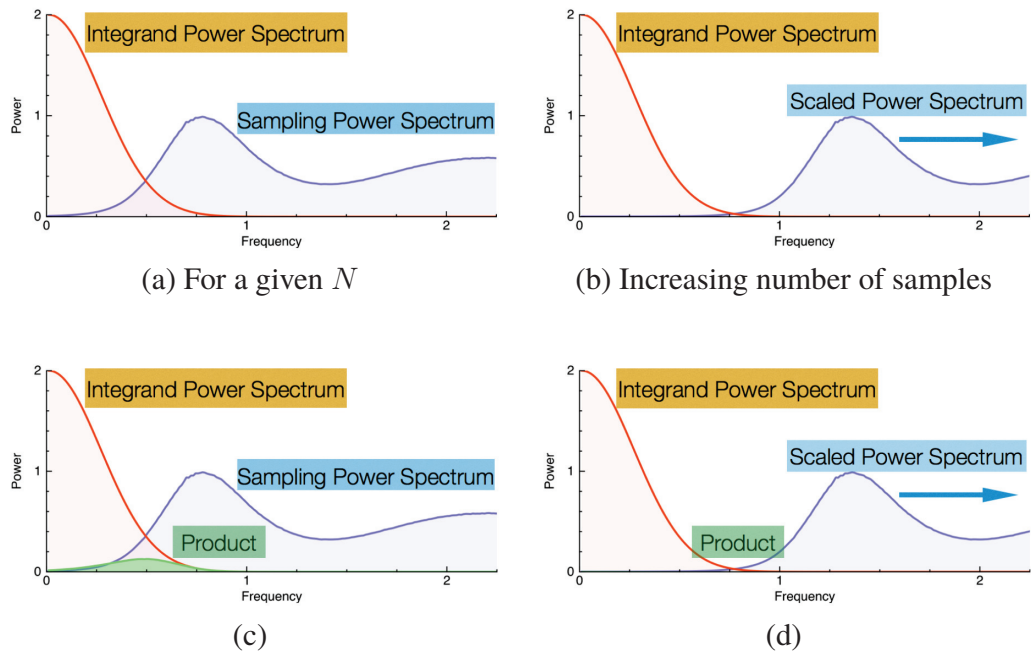 2
Integrand Power Spectrum
Power
1
Sampling Power Spectrum
0
0
1
2
Frequency
(a) For a given N
2
Integrand Power Spectrum
Power
1
Scaled Power Spectrum
0
0
1
2
Frequency
(b) Increasing number of samples
2
Integrand Power Spectrum
Power
1
Sampling Power Spectrum
Product
0
0
1
2
Frequency
(c)
2
Integrand Power Spectrum
Power
1
Scaled Power Spectrum
Product
0
0
1
2
Frequency
(d)